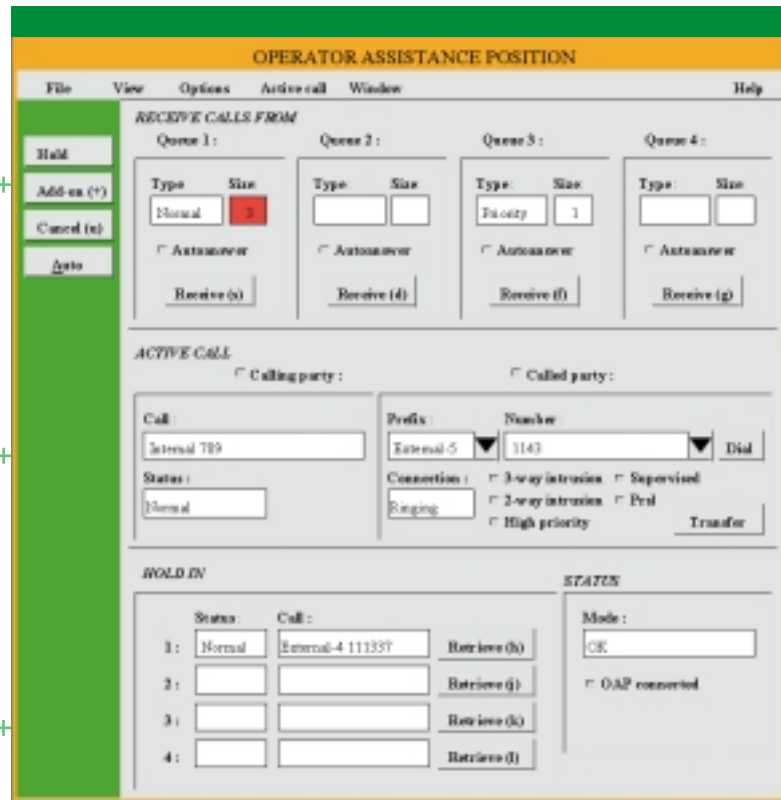 OPERATOR ASSISTANCE POSITION
File View Options Active call Window Help
RECEIVE CALLS FROM
Hold
Add-on (+)
Cancel (n)
Auto
Queue 1 : Queue 2 : Queue 3 : Queue 4 :
Type Size Type: Size Type: Size: Type: Size
Normal 3 Priority 1
Autoanswer Autoanswer Autoanswer Autoanswer
Receive (s) Receive (d) Receive (f) Receive (g)
ACTIVE CALL
Calling party : Called party :
Call : Prefix : Number :
Internal 789 External-5 1143 Dial
Status : Connection : 3-way intrusion Supervised
Normal Ringing 2-way intrusion
High priority Transfer
HOLD IN STATUS
Status: Call : Mode :
1 : Normal External-4 111337 Retrieve (h) OK
2 : Retrieve (j) OAP connected
3 : Retrieve (k)
4 : Retrieve (l)